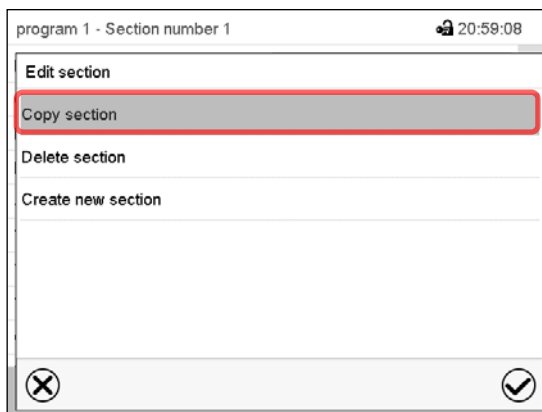 program 1 - Section number 1 20:59:08
Edit section
Copy section
Delete section
Create new section